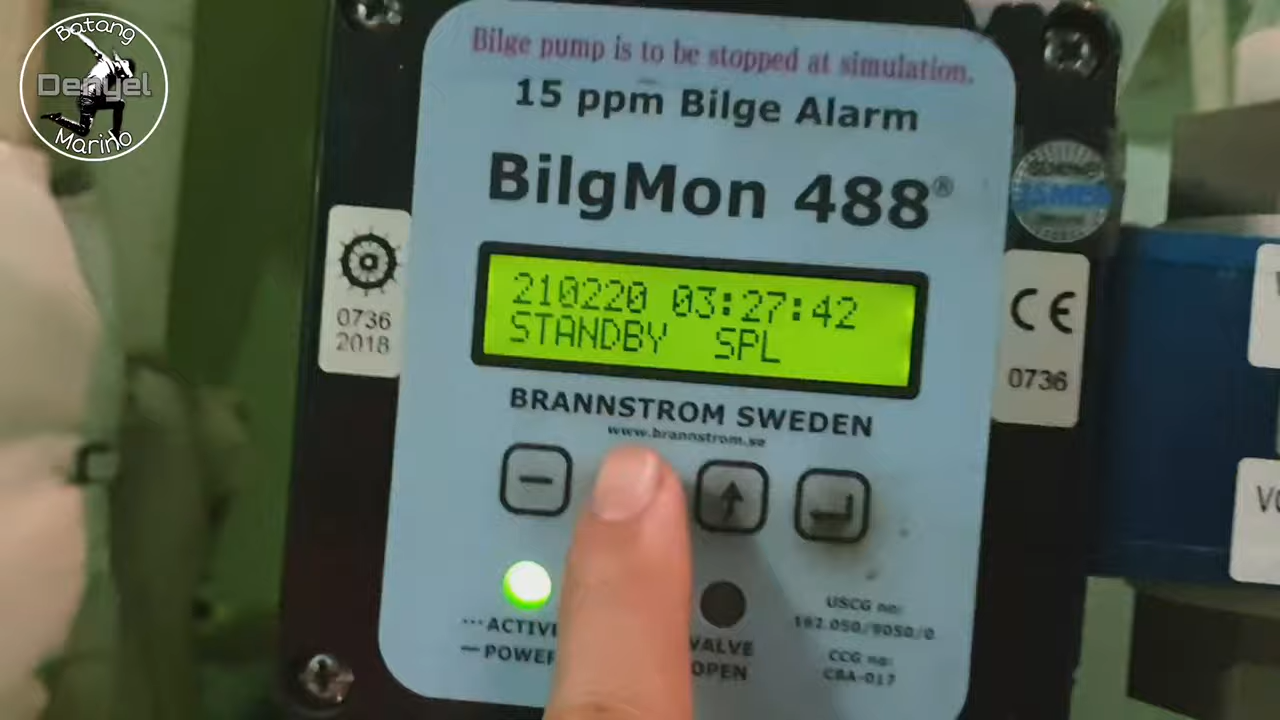 Batang
Denyel
Marino
Bilge pump is to be stopped at simulation.
15 ppm Bilge Alarm
BilgMon 488®
210220 03:27:42
STANDBY SPL
BRANNSTROM SWEDEN
www.brannstrom.se
0736
2018
CE
0736
ACTIVE
POWER
VALVE
OPEN
USCG no:
162.050/9050/0
CCG no:
CBA-017